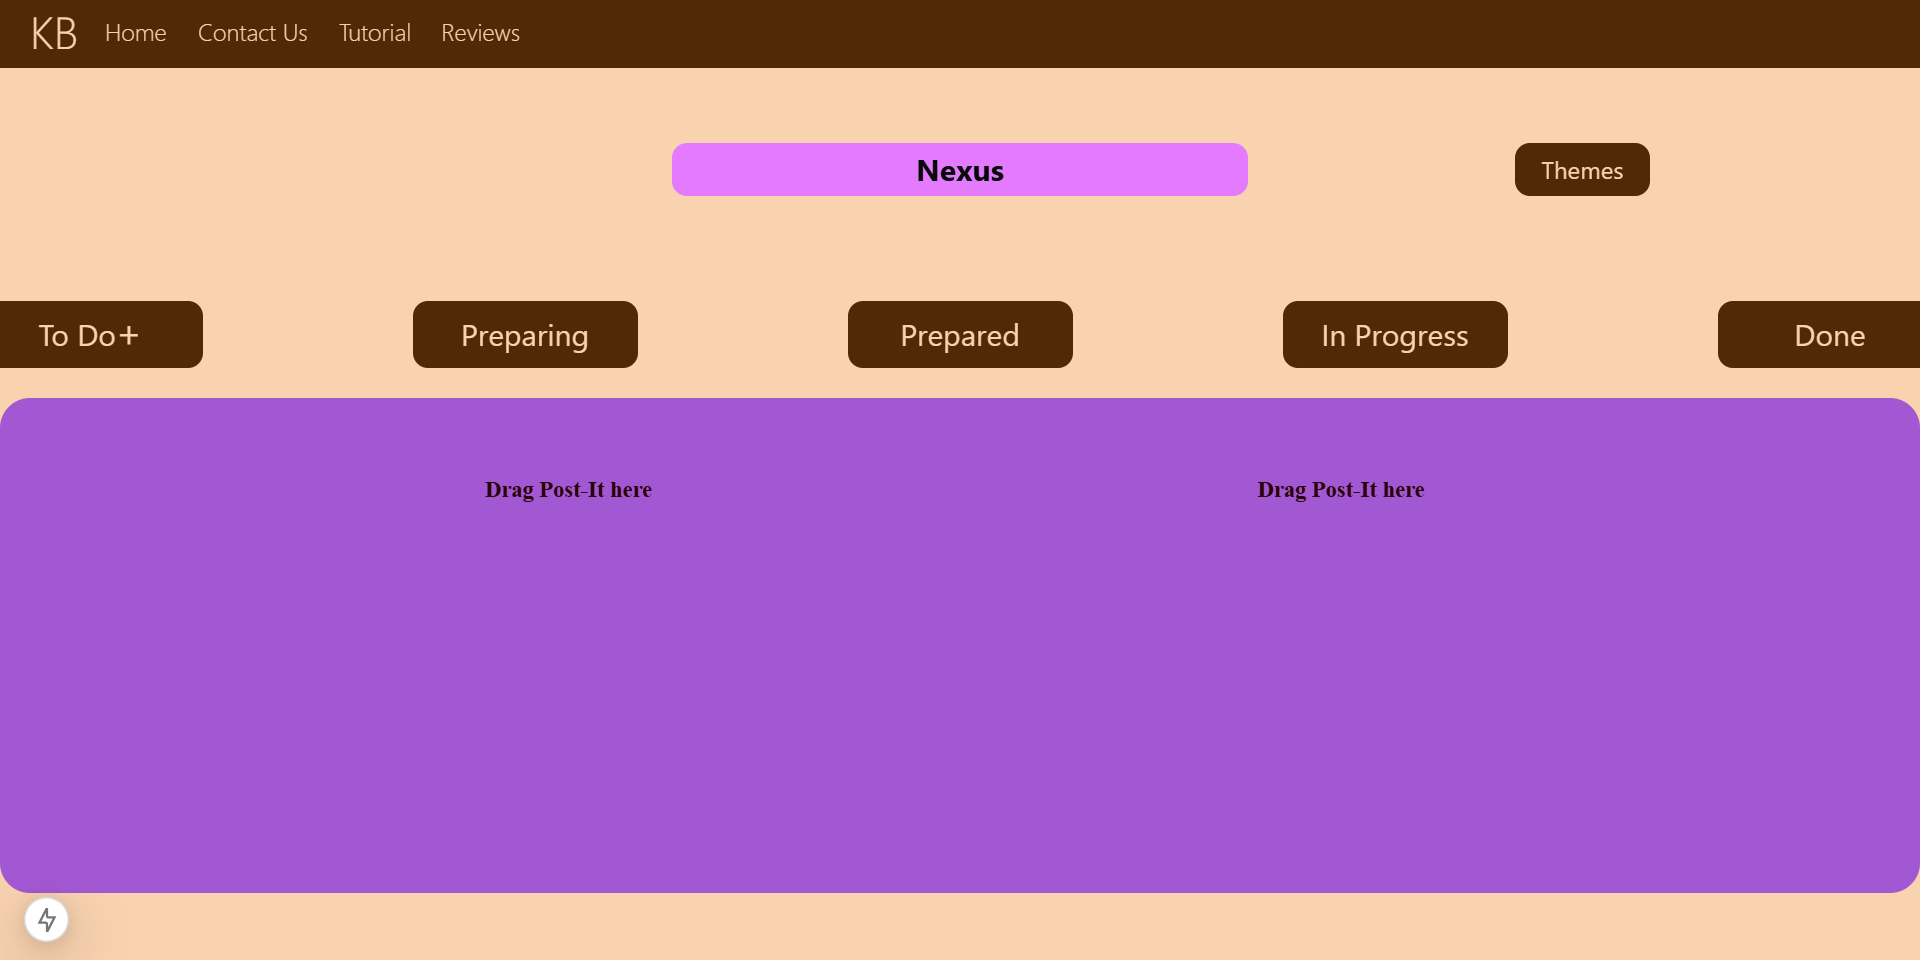 KB Home Contact Us Tutorial Reviews
Nexus Themes
To Do+ Preparing Prepared In Progress Done
Drag Post-It here Drag Post-It here